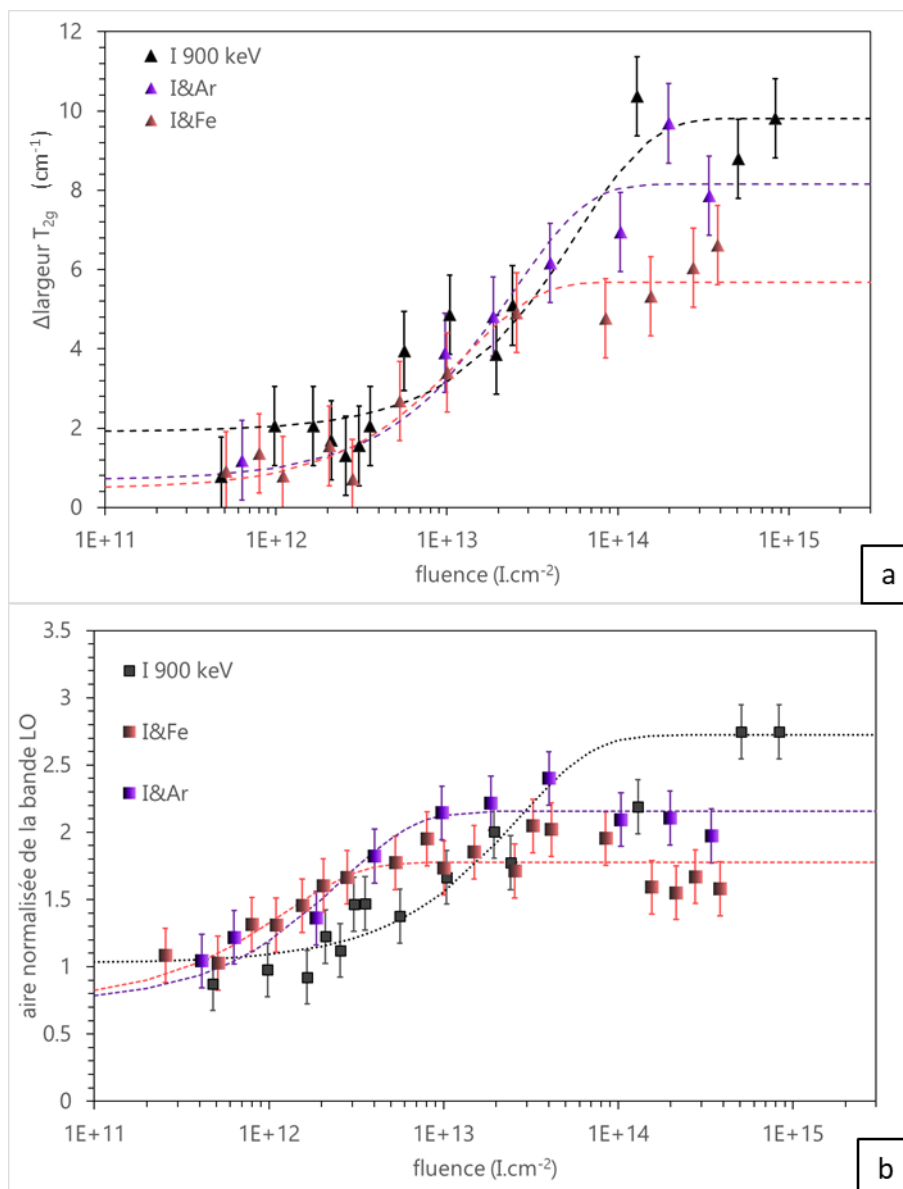 12
10
8
6
4
2
0
Δlargeur T2g (cm-1)
I 900 keV
I&Ar
I&Fe
1E+11 1E+12 1E+13 1E+14 1E+15
fluence (I.cm-2)
a
3.5
3
2.5
2
1.5
1
0.5
0
aire normalisée de la bande LO
I 900 keV
I&Fe
I&Ar
1E+11 1E+12 1E+13 1E+14 1E+15
fluence (I.cm-2)
b